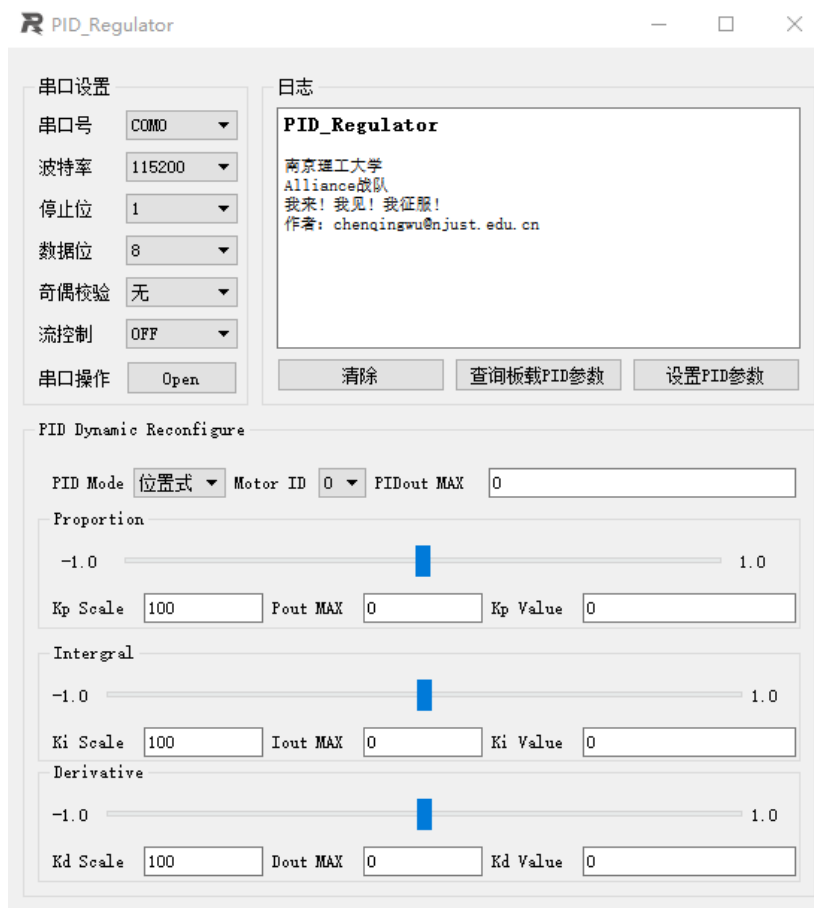 PID_Regulator
串口设置
串口号 COM0
波特率 115200
停止位 1
数据位 8
奇偶校验 无
流控制 OFF
串口操作 Open
日志
PID_Regulator
南京理工大学
Alliance战队
我来！我见！我征服！
作者：chenqingwu@njust.edu.cn
清除 查询板载PID参数 设置PID参数
PID Dynamic Reconfigure
PID Mode 位置式 Motor ID 0 PIDout MAX 0
Proportion
-1.0 1.0
Kp Scale 100 Pout MAX 0 Kp Value 0
Intergral
-1.0 1.0
Ki Scale 100 Iout MAX 0 Ki Value 0
Derivative
-1.0 1.0
Kd Scale 100 Dout MAX 0 Kd Value 0